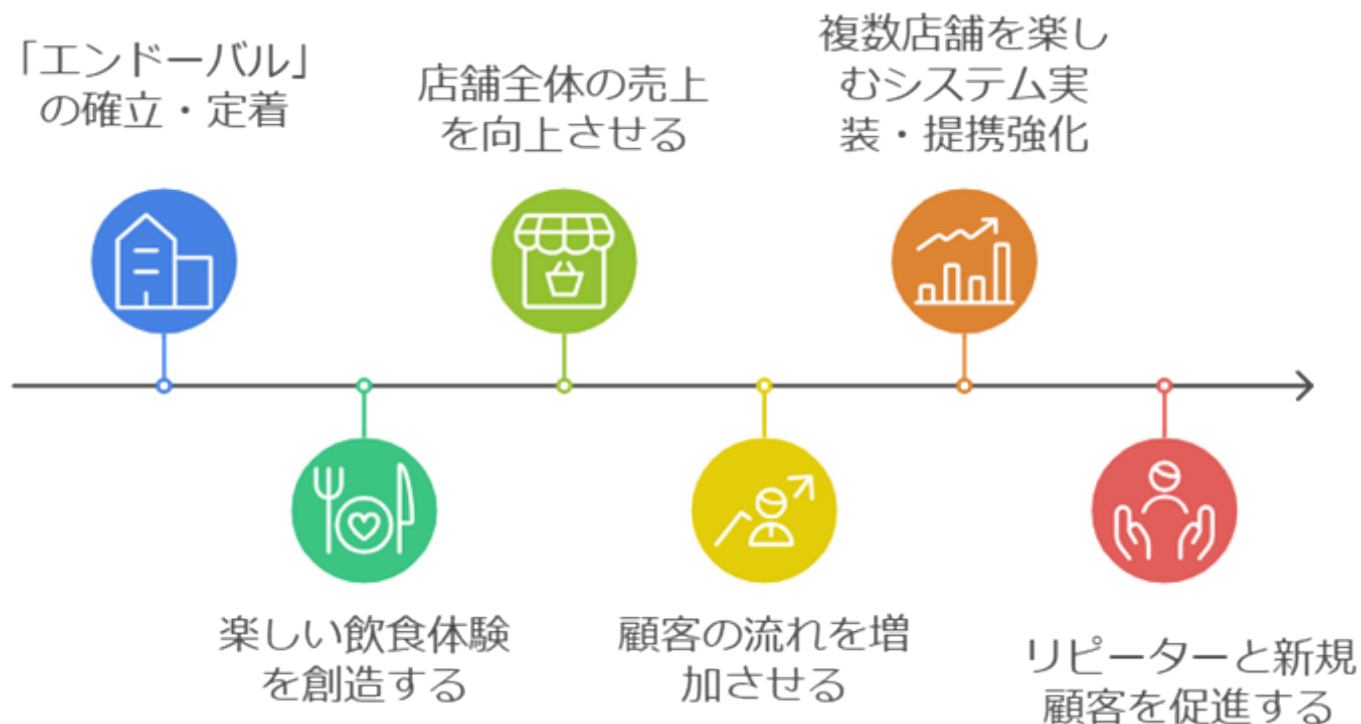 「エンドーバル」
の確立・定着
楽しい飲食体験
を創造する
店舗全体の売上
を向上させる
顧客の流れを増
加させる
複数店舗を楽し
むシステム実
装・提携強化
リピーターと新規
顧客を促進する